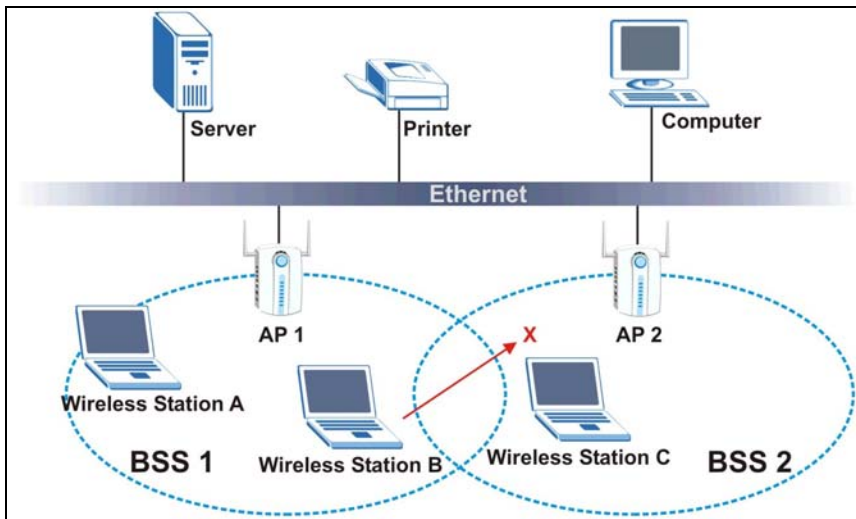 Server
Printer
Computer
Ethernet
AP 1
AP 2
X
Wireless Station A
Wireless Station B
Wireless Station C
BSS 1
BSS 2